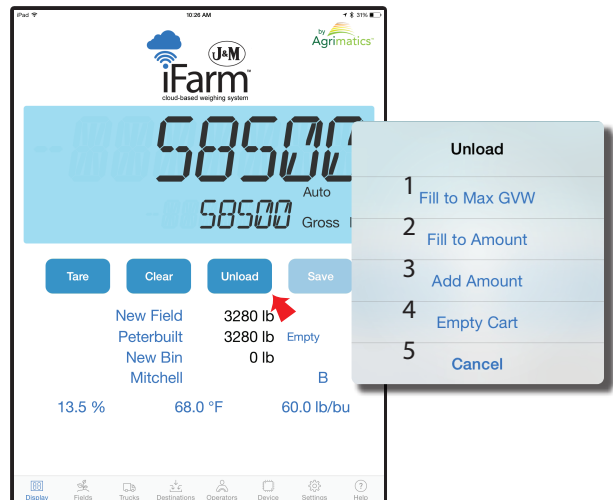 iPad 10:26 AM 31%
by
Agrimatics™
J&M
iFarm™
cloud-based weighing system
58500
Auto
58500 Gross
Tare Clear Unload Save
New Field 3280 lb
Peterbuilt 3280 lb Empty
New Bin 0 lb
Mitchell B
13.5 % 68.0 °F 60.0 lb/bu
Display Fields Trucks Destinations Operators Device Settings Help
Unload
1 Fill to Max GVW
2 Fill to Amount
3 Add Amount
4 Empty Cart
5 Cancel